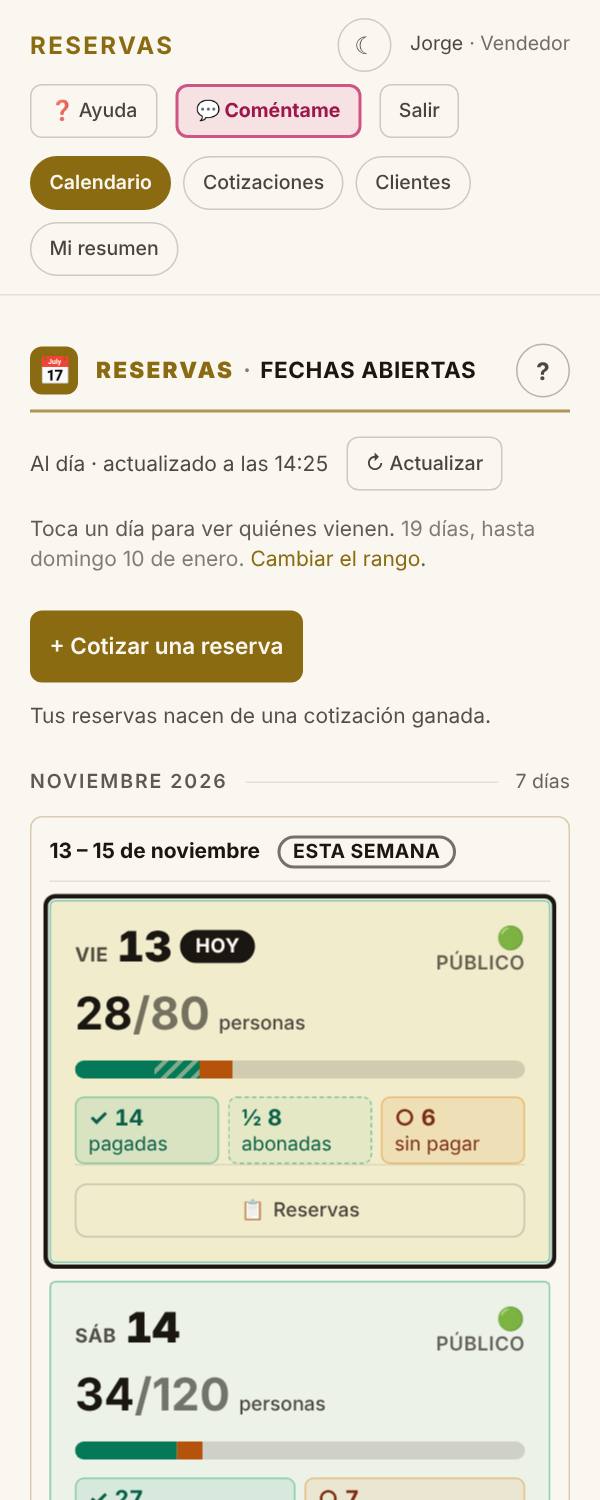 RESERVAS
☾
Jorge · Vendedor
❓ Ayuda
💬 Coméntame
Salir
Calendario
Cotizaciones
Clientes
Mi resumen
July 17
RESERVAS · FECHAS ABIERTAS
?
Al día · actualizado a las 14:25
↻ Actualizar
Toca un día para ver quiénes vienen. 19 días, hasta
domingo 10 de enero. Cambiar el rango.
+ Cotizar una reserva
Tus reservas nacen de una cotización ganada.
NOVIEMBRE 2026
7 días
13 – 15 de noviembre
ESTA SEMANA
VIE 13 HOY
PÚBLICO
28/80 personas
✓ 14
pagadas
½ 8
abonadas
○ 6
sin pagar
📋 Reservas
SÁB 14
PÚBLICO
34/120 personas
✓ 27
○ 7